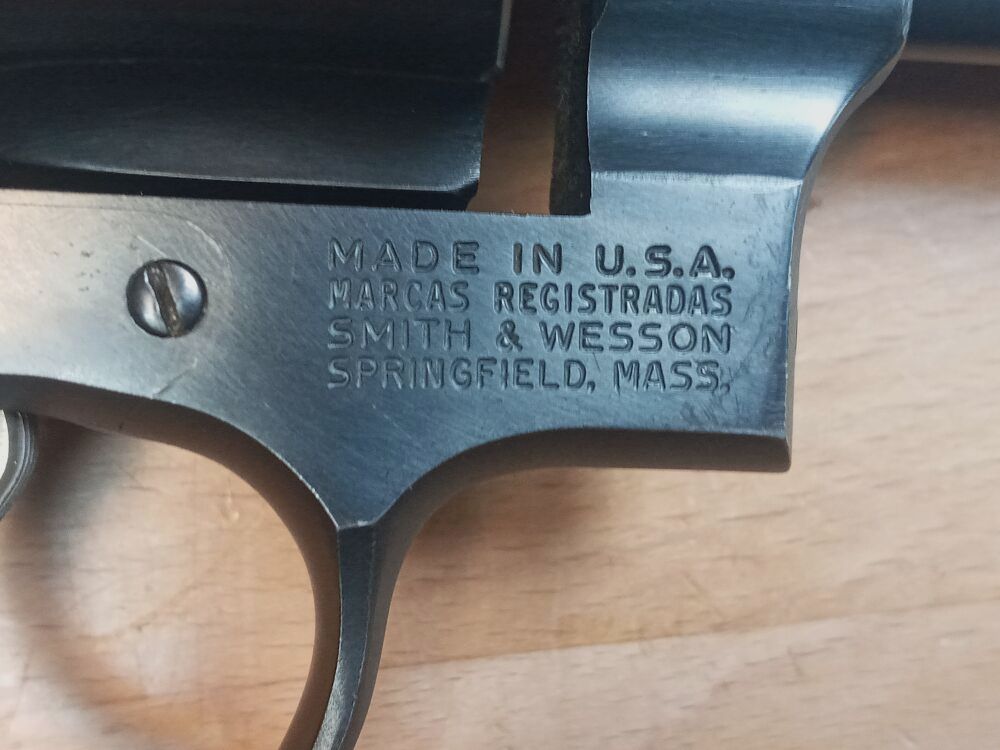 MADE IN U.S.A.
MARCAS REGISTRADAS
SMITH & WESSON
SPRINGFIELD, MASS.